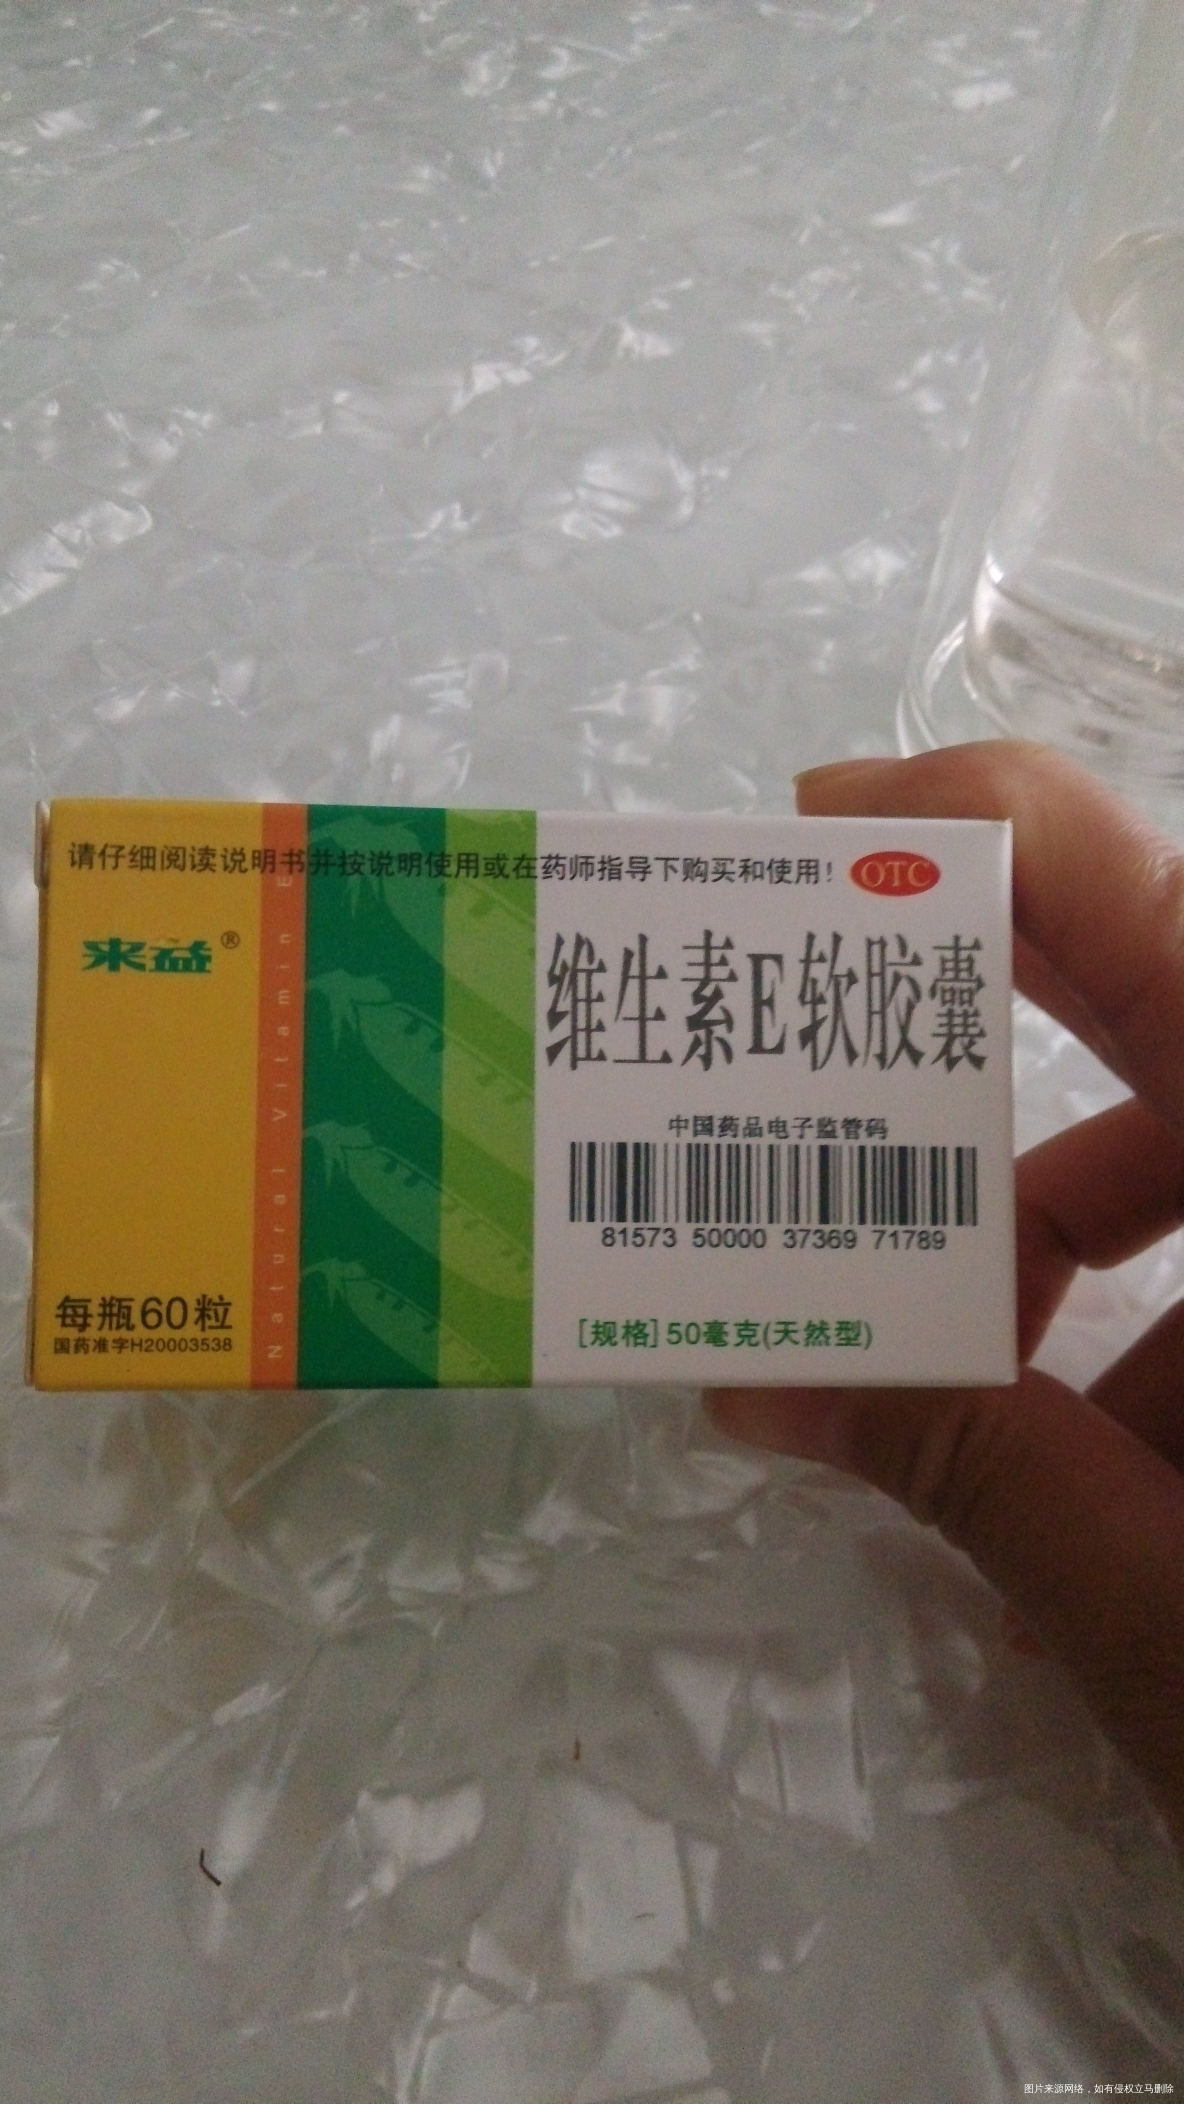 请仔细阅读说明书并按说明使用或在药师指导下购买和使用！ OTC
来益®
Natural Vitamin E
维生素E软胶囊
中国药品电子监管码
81573 50000 37369 71789
每瓶60粒
国药准字H20003538
[规格]50毫克(天然型)
图片来源网络，如有侵权立马删除